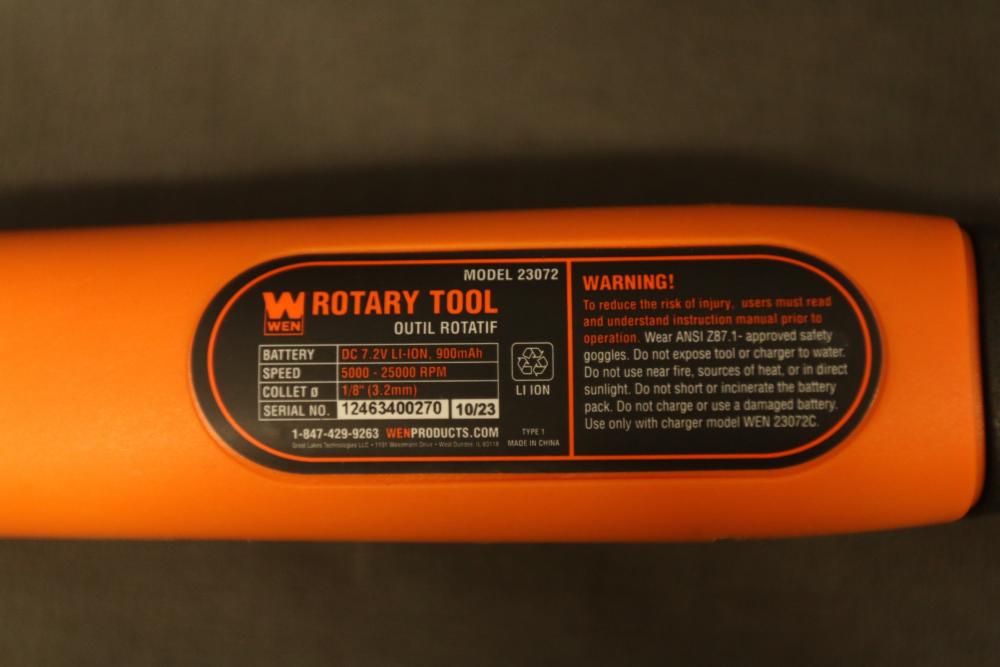 MODEL 23072
WEN
ROTARY TOOL
OUTIL ROTATIF
BATTERY DC 7.2V LI-ION, 900mAh
SPEED 5000 - 25000 RPM
COLLET ø 1/8" (3.2mm)
SERIAL NO. 12463400270 10/23
LI ION
1-847-429-9263 WENPRODUCTS.COM
Great Lakes Technologies LLC •
TYPE 1
MADE IN CHINA
WARNING!
To reduce the risk of injury, users must read
and understand instruction manual prior to
operation. Wear ANSI Z87.1- approved safety
goggles. Do not expose tool or charger to water.
Do not use near fire, sources of heat, or in direct
sunlight. Do not short or incinerate the battery
pack. Do not charge or use a damaged battery.
Use only with charger model WEN 23072C.